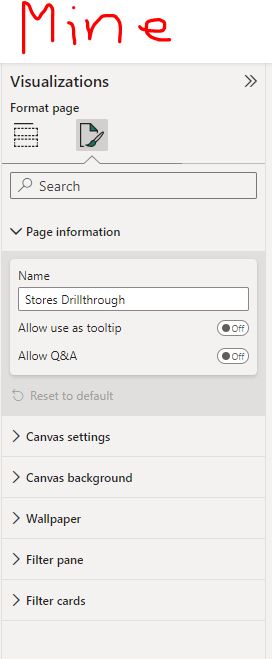 Mine
Visualizations
Format page
Search
Page information
Name
Stores Drillthrough
Allow use as tooltip Off
Allow Q&A Off
Reset to default
Canvas settings
Canvas background
Wallpaper
Filter pane
Filter cards